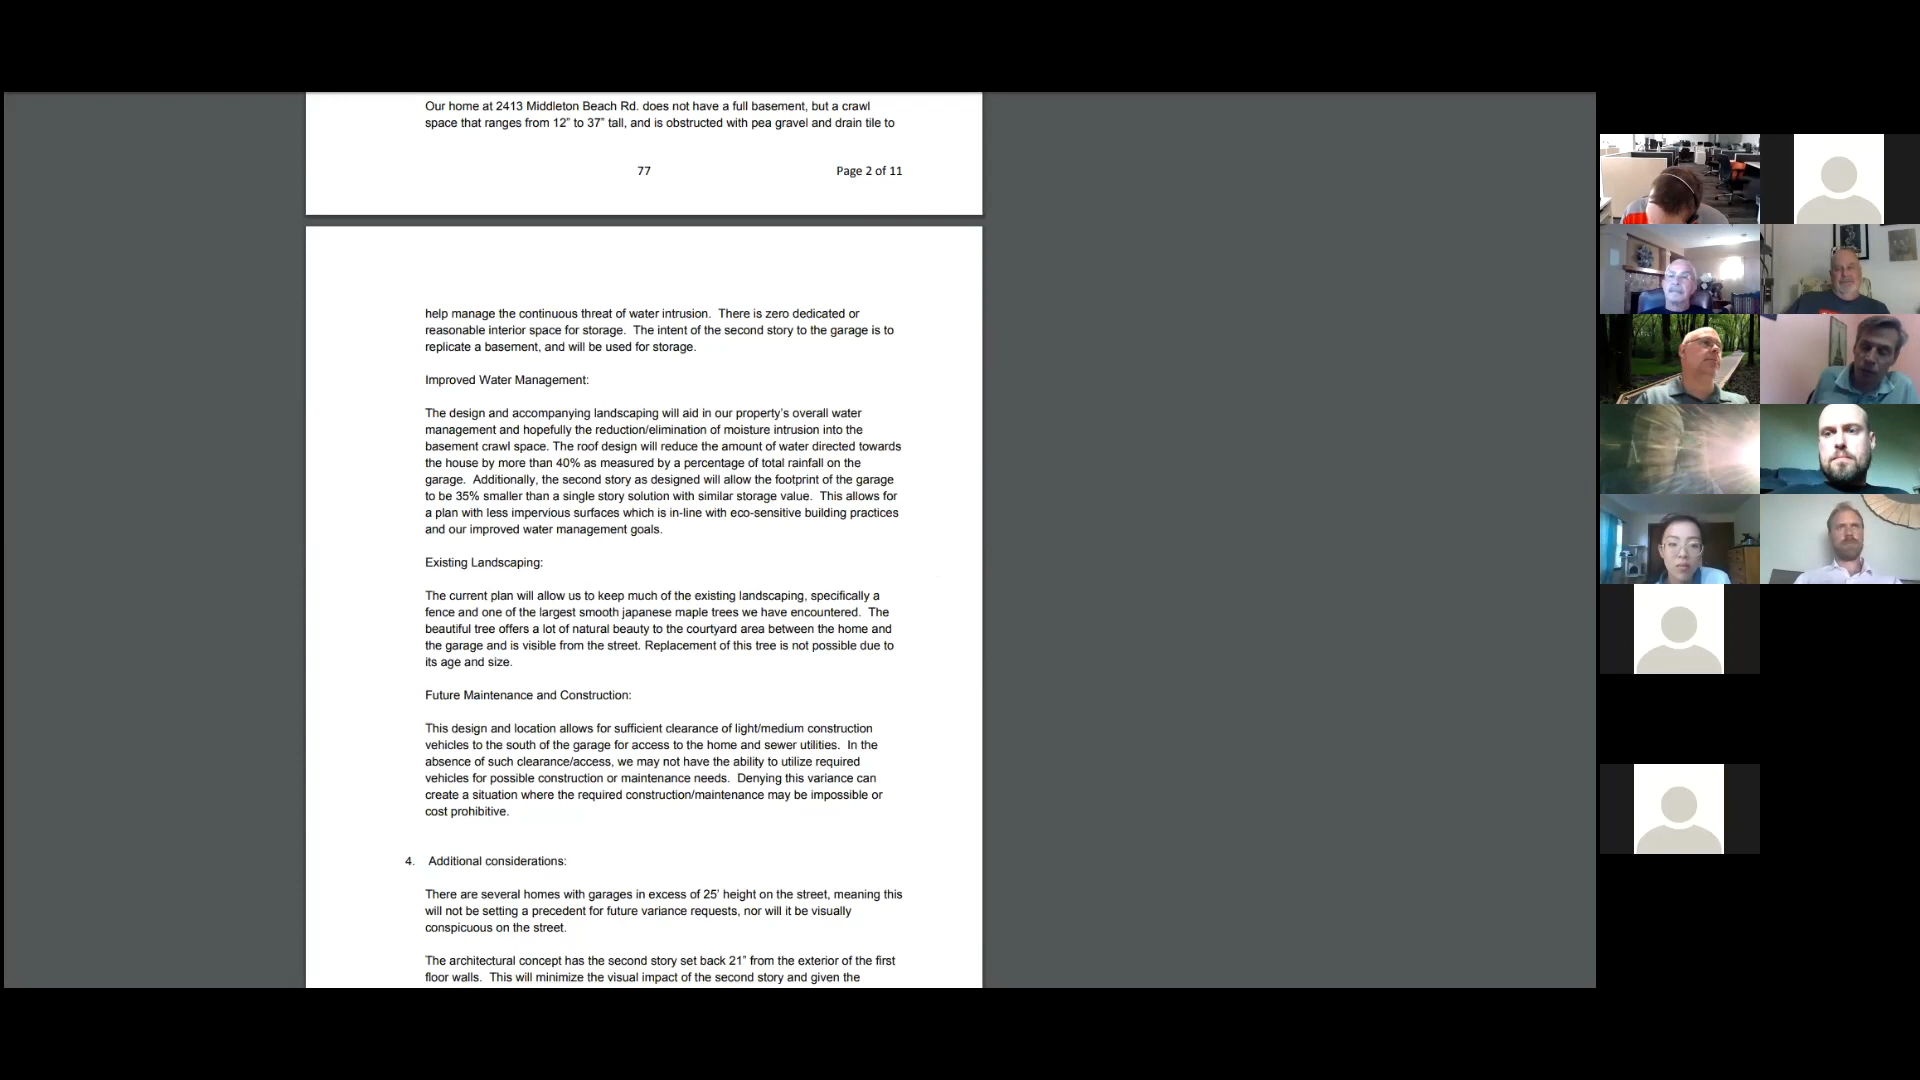 Our home at 2413 Middleton Beach Rd. does not have a full basement, but a crawl
space that ranges from 12” to 37” tall, and is obstructed with pea gravel and drain tile to
77
Page 2 of 11
help manage the continuous threat of water intrusion.  There is zero dedicated or
reasonable interior space for storage.  The intent of the second story to the garage is to
replicate a basement, and will be used for storage.
Improved Water Management:
The design and accompanying landscaping will aid in our property’s overall water
management and hopefully the reduction/elimination of moisture intrusion into the
basement crawl space. The roof design will reduce the amount of water directed towards
the house by more than 40% as measured by a percentage of total rainfall on the
garage.  Additionally, the second story as designed will allow the footprint of the garage
to be 35% smaller than a single story solution with similar storage value.  This allows for
a plan with less impervious surfaces which is in-line with eco-sensitive building practices
and our improved water management goals.
Existing Landscaping:
The current plan will allow us to keep much of the existing landscaping, specifically a
fence and one of the largest smooth japanese maple trees we have encountered.  The
beautiful tree offers a lot of natural beauty to the courtyard area between the home and
the garage and is visible from the street. Replacement of this tree is not possible due to
its age and size.
Future Maintenance and Construction:
This design and location allows for sufficient clearance of light/medium construction
vehicles to the south of the garage for access to the home and sewer utilities.  In the
absence of such clearance/access, we may not have the ability to utilize required
vehicles for possible construction or maintenance needs.  Denying this variance can
create a situation where the required construction/maintenance may be impossible or
cost prohibitive.
4. Additional considerations:
There are several homes with garages in excess of 25’ height on the street, meaning this
will not be setting a precedent for future variance requests, nor will it be visually
conspicuous on the street.
The architectural concept has the second story set back 21” from the exterior of the first
floor walls.  This will minimize the visual impact of the second story and given the